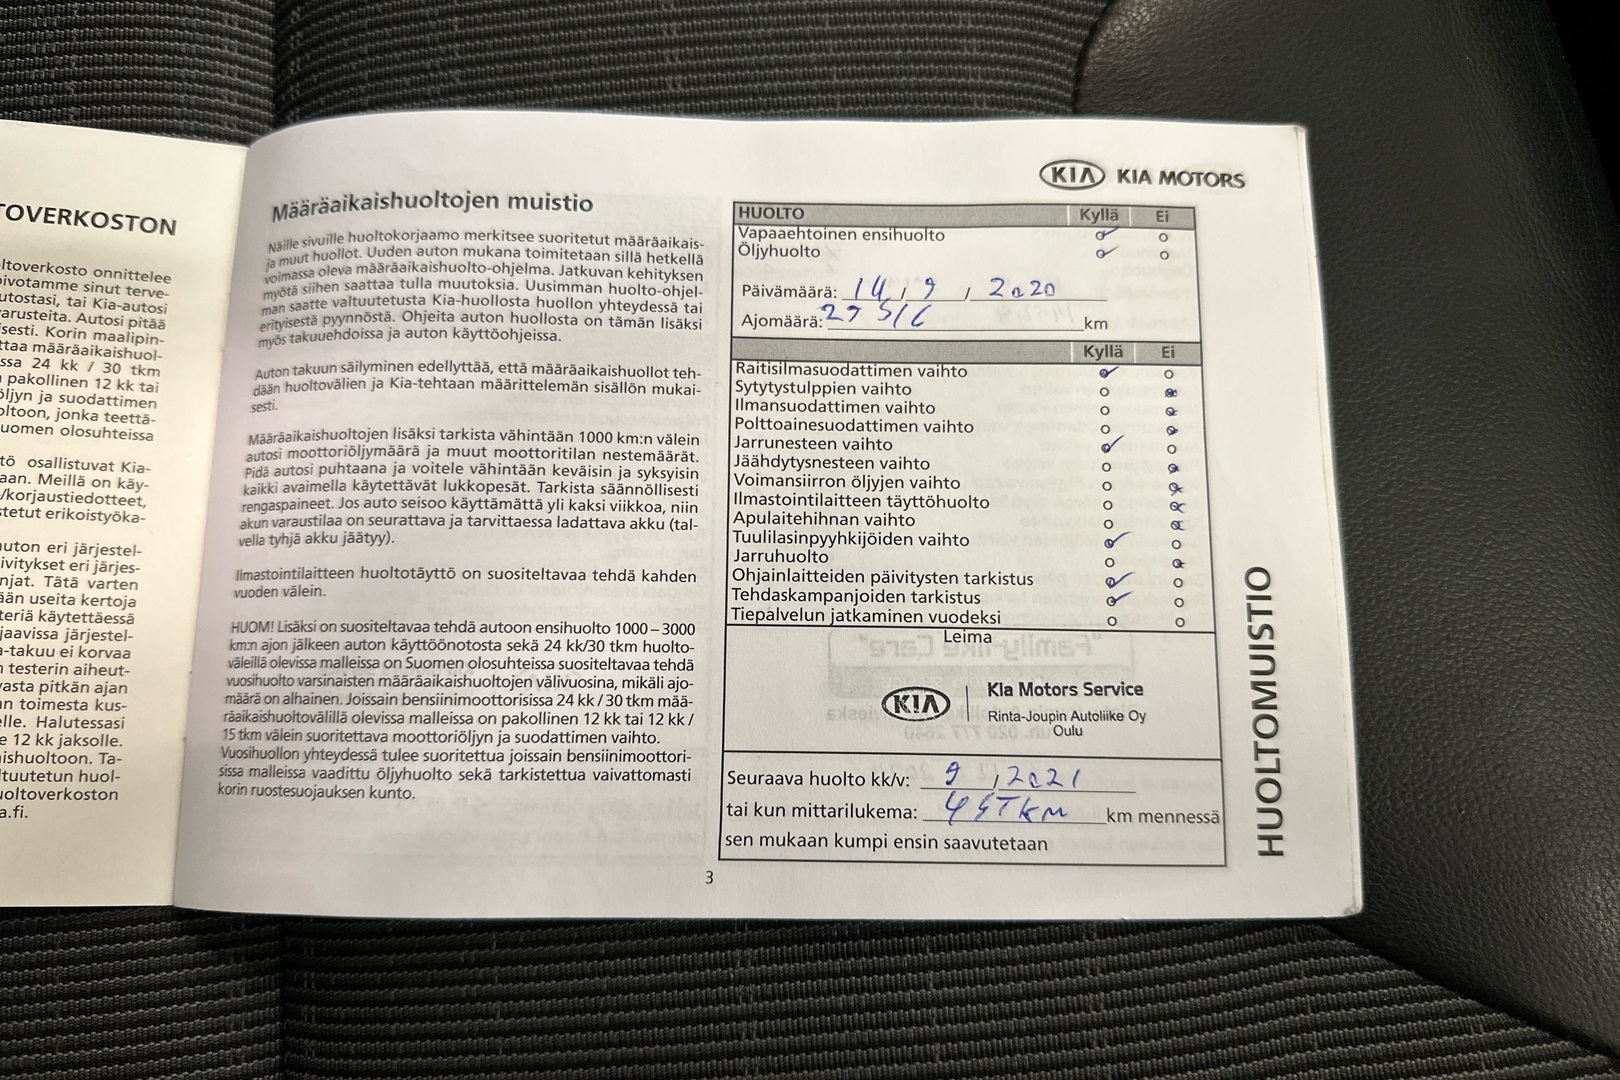 TOVERKOSTON
ltoverkosto onnittelee
oivotamme sinut terve-
utostasi, tai Kia-autosi
varusteita. Autosi pitää
isesti. Korin maalipin-
ttaa määräaikaishuol-
ssa 24 kk / 30 tkm
pakollinen 12 kk tai
öljyn ja suodattimen
oltoon, jonka teettä-
uomen olosuhteissa
tö osallistuvat Kia-
aan. Meillä on käy-
/korjaustiedotteet,
stetut erikoistyöka-
auton eri järjestel-
ivitykset eri järjes-
njat. Tätä varten
ään useita kertoja
teriä käytettäessä
jaavissa järjestel-
a-takuu ei korvaa
n testerin aiheut-
vasta pitkän ajan
an toimesta kus-
elle. Halutessasi
e 12 kk jaksolle.
ishuoltoon. Ta-
ltuutetun huol-
uoltoverkoston
a.fi.
Määräaikaishuoltojen muistio
Näille sivuille huoltokorjaamo merkitsee suoritetut määräaikais-
ja muut huollot. Uuden auton mukana toimitetaan sillä hetkellä
voimassa oleva määräaikaishuolto-ohjelma. Jatkuvan kehityksen
myötä siihen saattaa tulla muutoksia. Uusimman huolto-ohjel-
man saatte valtuutetusta Kia-huollosta huollon yhteydessä tai
erityisestä pyynnöstä. Ohjeita auton huollosta on tämän lisäksi
myös takuuehdoissa ja auton käyttöohjeissa.
Auton takuun säilyminen edellyttää, että määräaikaishuollot teh-
dään huoltovälien ja Kia-tehtaan määrittelemän sisällön mukai-
sesti.
Määräaikaishuoltojen lisäksi tarkista vähintään 1000 km:n välein
autosi moottoriöljymäärä ja muut moottoritilan nestemäärät.
Pidä autosi puhtaana ja voitele vähintään keväisin ja syksyisin
kaikki avaimella käytettävät lukkopesät. Tarkista säännöllisesti
rengaspaineet. Jos auto seisoo käyttämättä yli kaksi viikkoa, niin
akun varaustilaa on seurattava ja tarvittaessa ladattava akku (tal-
vella tyhjä akku jäätyy).
Ilmastointilaitteen huoltotäyttö on suositeltavaa tehdä kahden
vuoden välein.
HUOM! Lisäksi on suositeltavaa tehdä autoon ensihuolto 1000 – 3000
km:n ajon jälkeen auton käyttöönotosta sekä 24 kk/30 tkm huolto-
väleillä olevissa malleissa on Suomen olosuhteissa suositeltavaa tehdä
vuosihuolto varsinaisten määräaikaishuoltojen välivuosina, mikäli ajo-
määrä on alhainen. Joissain bensiinimoottorisissa 24 kk / 30 tkm mää-
räaikaishuoltovälillä olevissa malleissa on pakollinen 12 kk tai 12 kk /
15 tkm välein suoritettava moottoriöljyn ja suodattimen vaihto.
Vuosihuollon yhteydessä tulee suoritettua joissain bensiinimoottori-
sissa malleissa vaadittu öljyhuolto sekä tarkistettua vaivattomasti
korin ruostesuojauksen kunto.
3
KIA KIA MOTORS
HUOLTO Kyllä Ei
Vapaaehtoinen ensihuolto
Öljyhuolto
Päivämäärä: 14 / 9 / 2020
Ajomäärä: km
Kyllä Ei
Raitisilmasuodattimen vaihto
Sytytystulppien vaihto
Ilmansuodattimen vaihto
Polttoainesuodattimen vaihto
Jarrunesteen vaihto
Jäähdytysnesteen vaihto
Voimansiirron öljyjen vaihto
Ilmastointilaitteen täyttöhuolto
Apulaitehihnan vaihto
Tuulilasinpyyhkijöiden vaihto
Jarruhuolto
Ohjainlaitteiden päivitysten tarkistus
Tehdaskampanjoiden tarkistus
Tiepalvelun jatkaminen vuodeksi
Leima
KIA Kia Motors Service
Rinta-Joupin Autoliike Oy
Oulu
Seuraava huolto kk/v: 9 / 2021
tai kun mittarilukema: km mennessä
sen mukaan kumpi ensin saavutetaan
HUOLTOMUISTIO